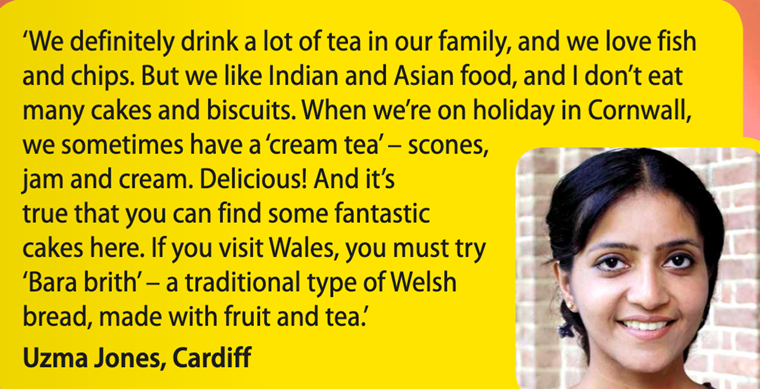 ‘We definitely drink a lot of tea in our family, and we love fish
and chips. But we like Indian and Asian food, and I don’t eat
many cakes and biscuits. When we’re on holiday in Cornwall,
we sometimes have a ‘cream tea’ – scones,
jam and cream. Delicious! And it’s
true that you can find some fantastic
cakes here. If you visit Wales, you must try
‘Bara brith’ – a traditional type of Welsh
bread, made with fruit and tea.’
Uzma Jones, Cardiff